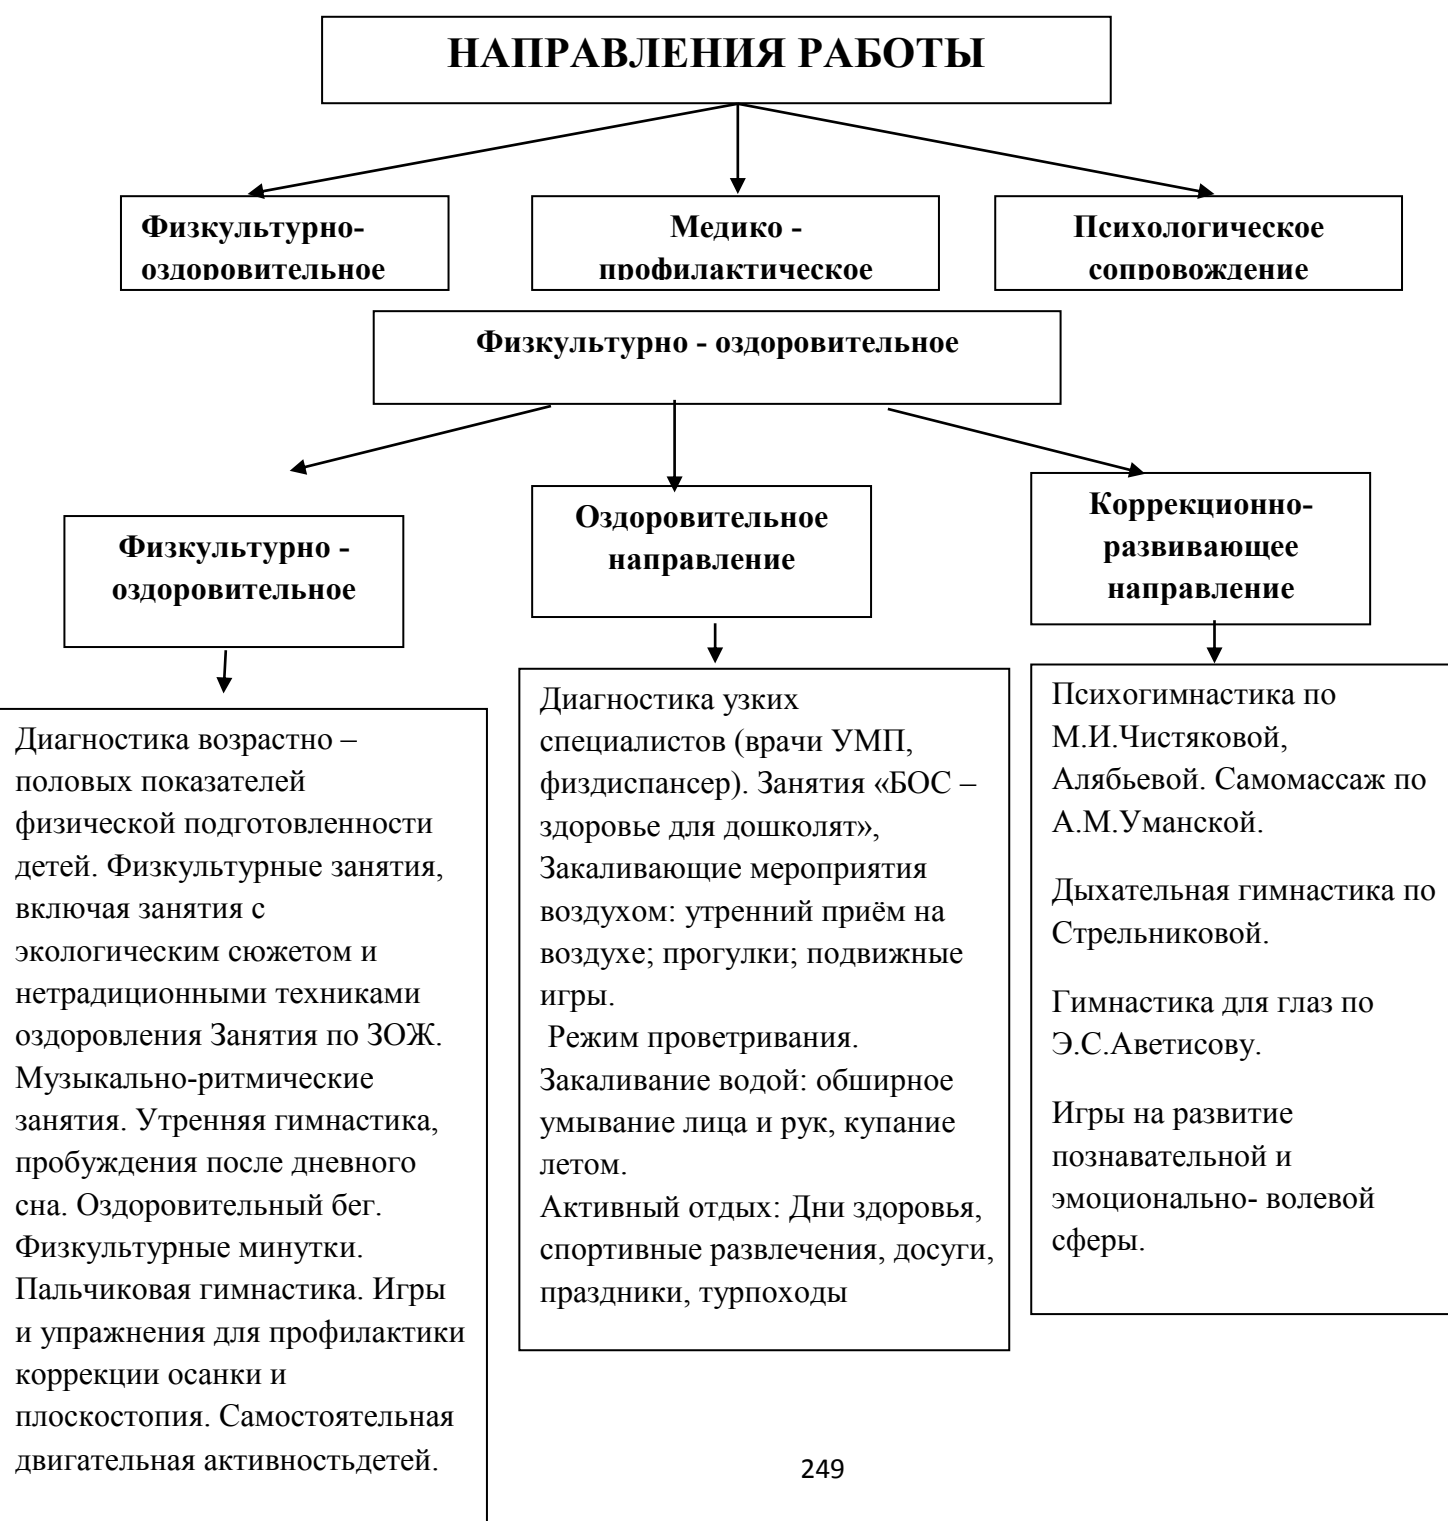 НАПРАВЛЕНИЯ РАБОТЫ
Физкультурно-
оздоровительное
Медико -
профилактическое
Психологическое
сопровождение
Физкультурно - оздоровительное
Физкультурно -
оздоровительное
Оздоровительное
направление
Коррекционно-
развивающее
направление
Диагностика возрастно –
половых показателей
физической подготовленности
детей. Физкультурные занятия,
включая занятия с
экологическим сюжетом и
нетрадиционными техниками
оздоровления Занятия по ЗОЖ.
Музыкально-ритмические
занятия. Утренняя гимнастика,
пробуждения после дневного
сна. Оздоровительный бег.
Физкультурные минутки.
Пальчиковая гимнастика. Игры
и упражнения для профилактики
коррекции осанки и
плоскостопия. Самостоятельная
двигательная активностьдетей.
Диагностика узких
специалистов (врачи УМП,
физдиспансер). Занятия «БОС –
здоровье для дошколят»,
Закаливающие мероприятия
воздухом: утренний приём на
воздухе; прогулки; подвижные
игры.
Режим проветривания.
Закаливание водой: обширное
умывание лица и рук, купание
летом.
Активный отдых: Дни здоровья,
спортивные развлечения, досуги,
праздники, турпоходы
Психогимнастика по
М.И.Чистяковой,
Алябьевой. Самомассаж по
А.М.Уманской.
Дыхательная гимнастика по
Стрельниковой.
Гимнастика для глаз по
Э.С.Аветисову.
Игры на развитие
познавательной и
эмоционально- волевой
сферы.
249